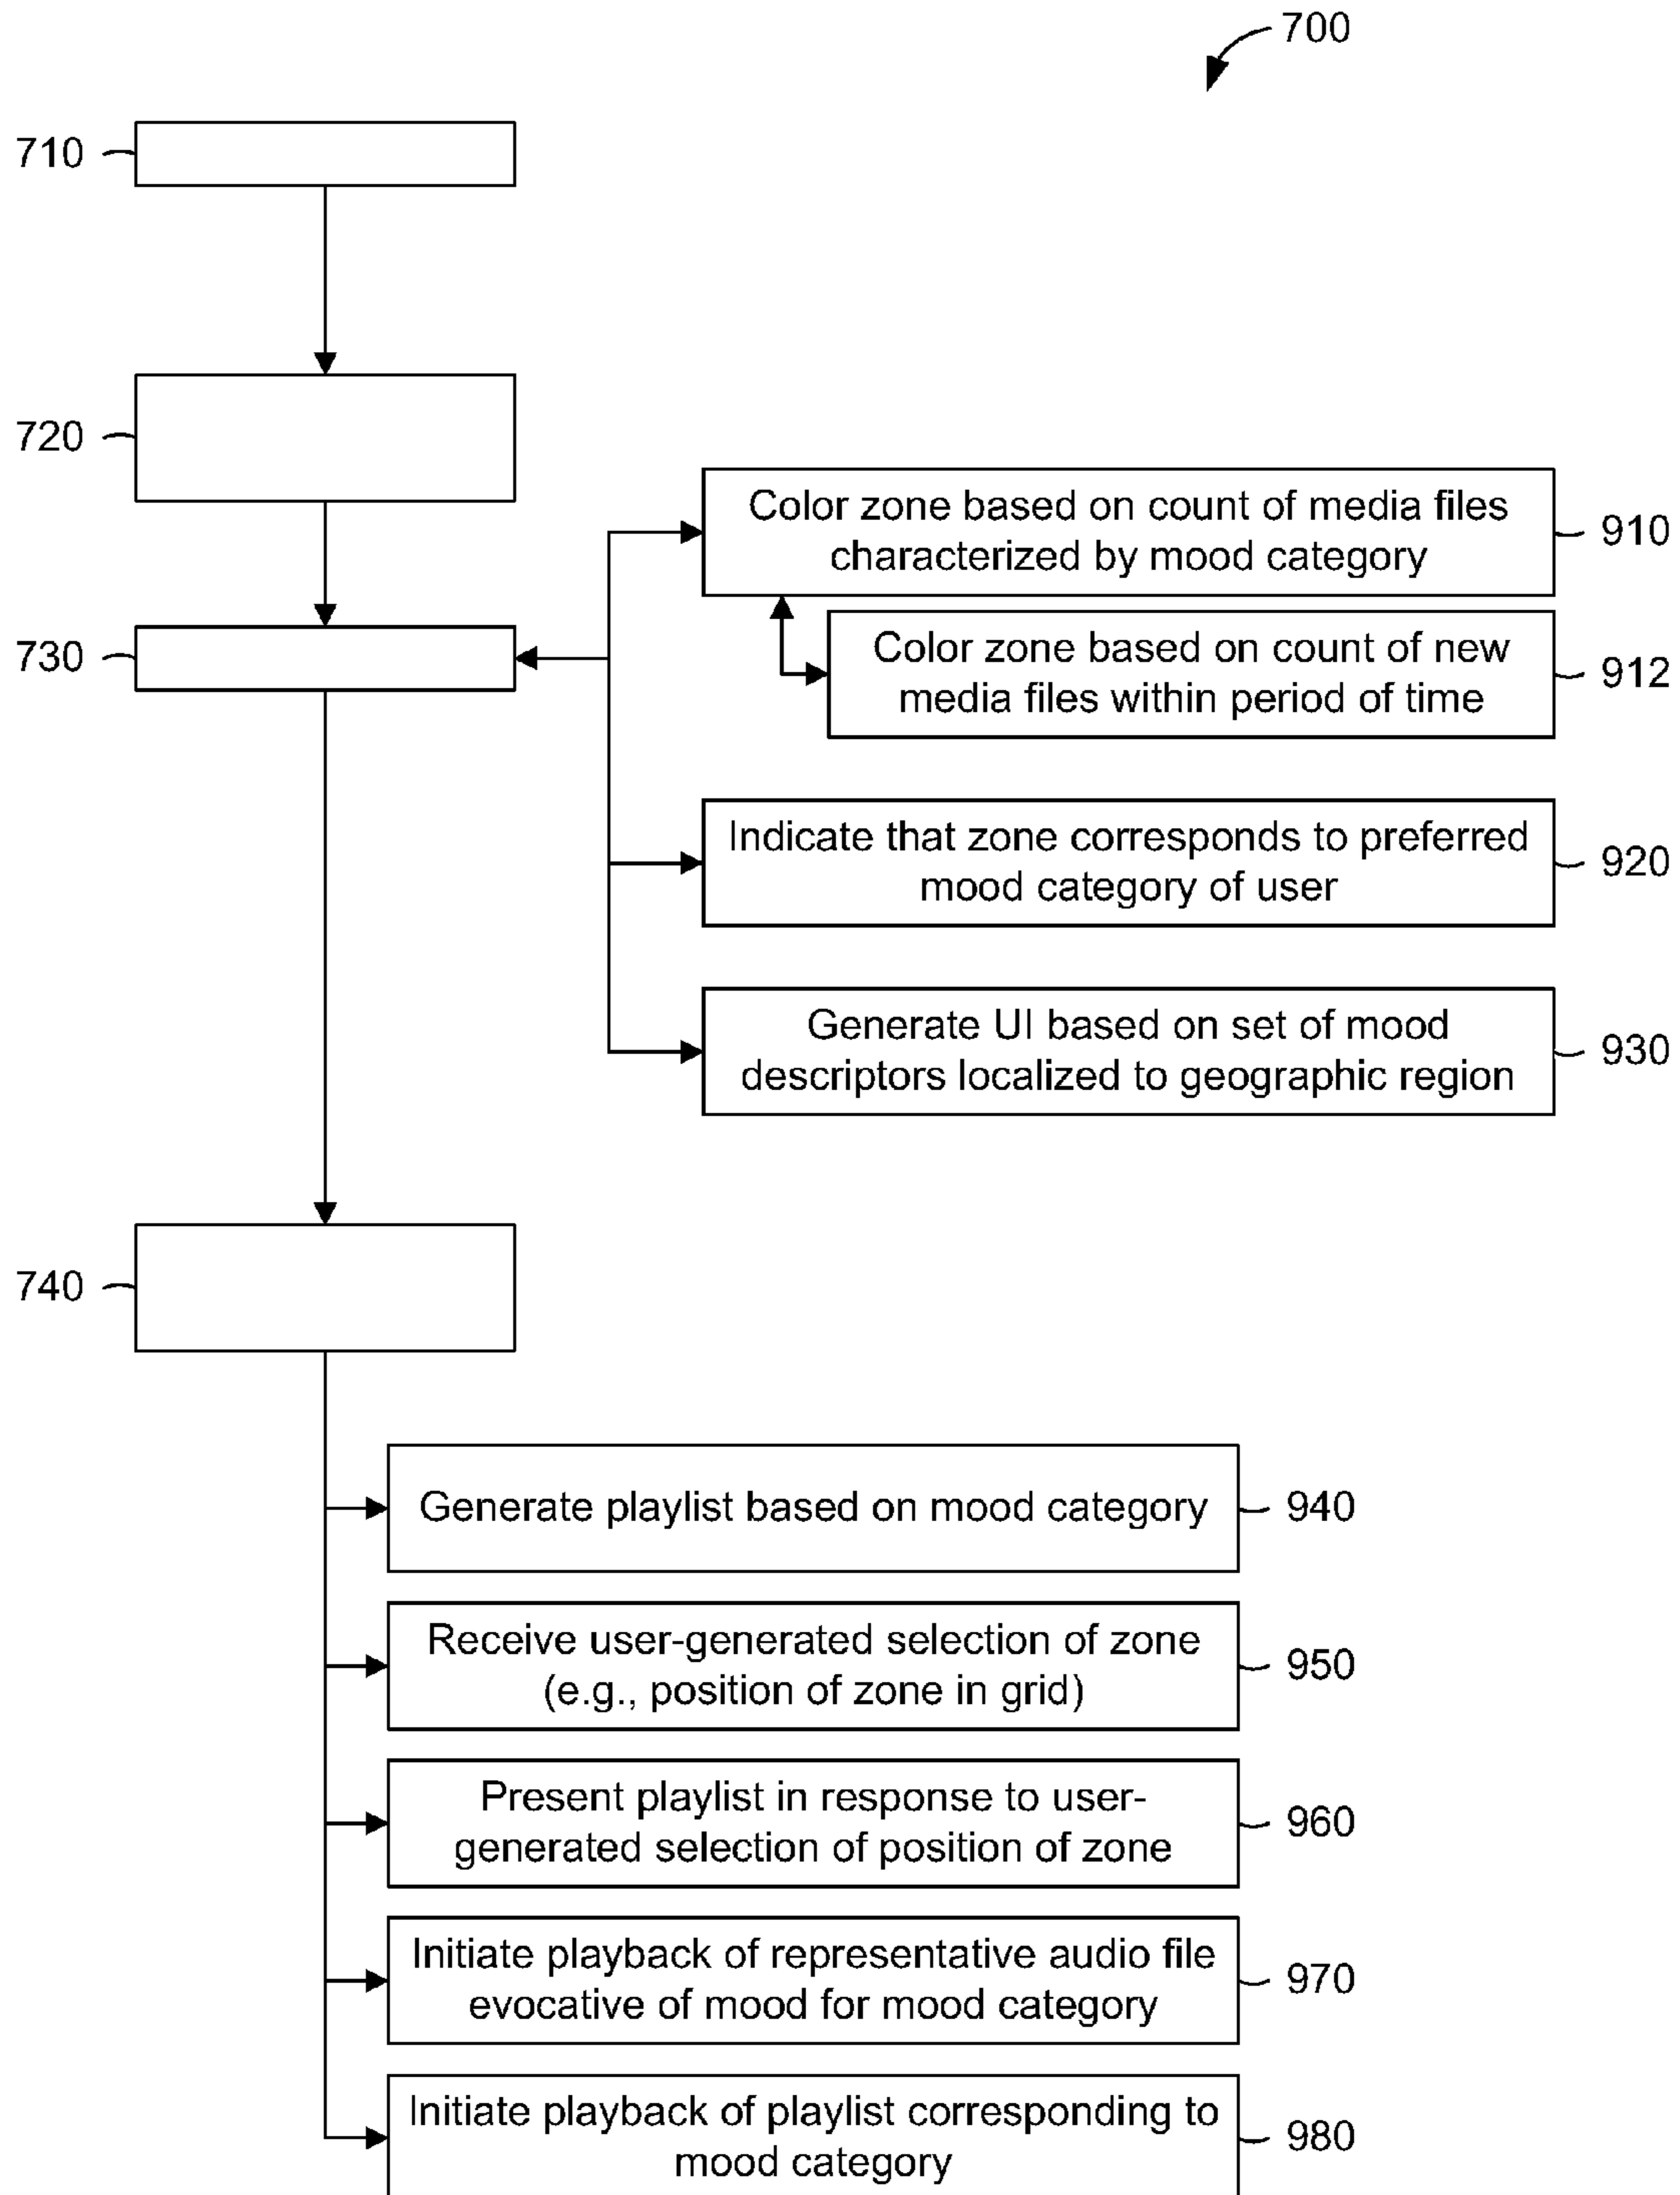 700
710
720
730
Color zone based on count of media files
characterized by mood category
910
Color zone based on count of new
media files within period of time
912
Indicate that zone corresponds to preferred
mood category of user
920
Generate UI based on set of mood
descriptors localized to geographic region
930
740
Generate playlist based on mood category
940
Receive user-generated selection of zone
(e.g., position of zone in grid)
950
Present playlist in response to user-
generated selection of position of zone
960
Initiate playback of representative audio file
evocative of mood for mood category
970
Initiate playback of playlist corresponding to
mood category
980